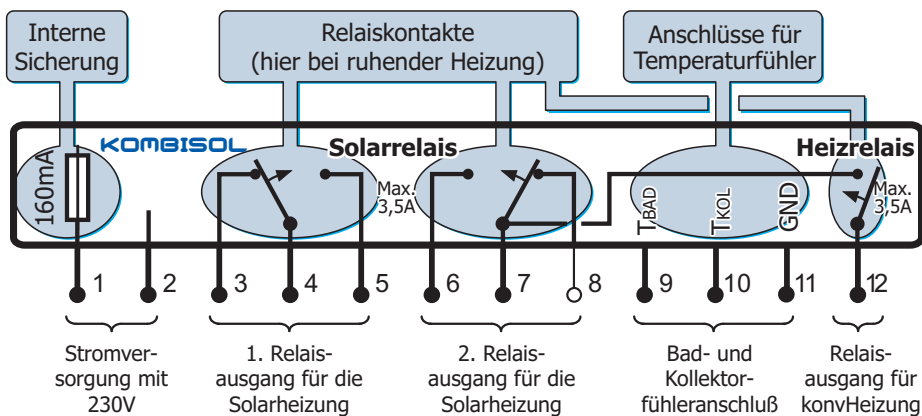 Interne
Sicherung
Relaiskontakte
(hier bei ruhender Heizung)
Anschlüsse für
Temperaturfühler
KOMBISOL
Solarrelais
Heizrelais
160mA
Max.
3,5A
TBAD
TKOL
GND
Max.
3,5A
1
2
3
4
5
6
7
8
9
10
11
12
Stromver-
sorgung mit
230V
1. Relais-
ausgang für die
Solarheizung
2. Relais-
ausgang für die
Solarheizung
Bad- und
Kollektor-
fühleranschluß
Relais-
ausgang für
konvHeizung